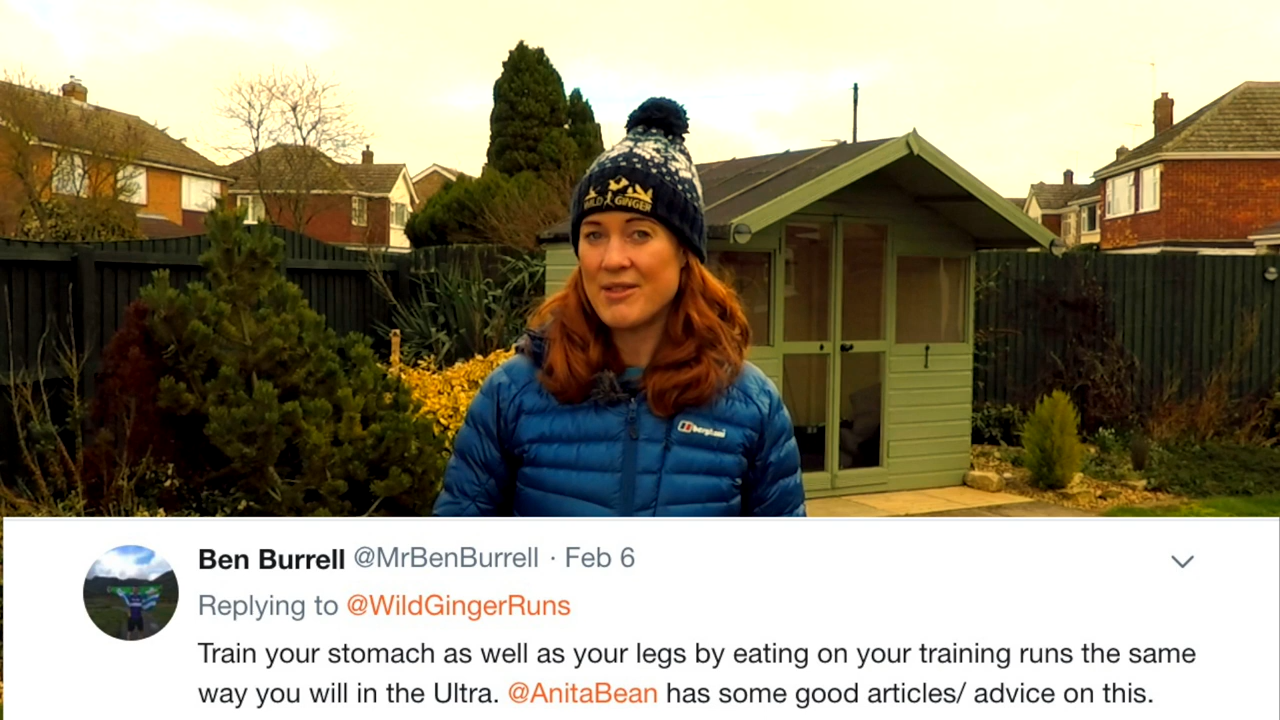 WILD GINGER
berghaus
Ben Burrell @MrBenBurrell · Feb 6
Replying to @WildGingerRuns
Train your stomach as well as your legs by eating on your training runs the same
way you will in the Ultra. @AnitaBean has some good articles/ advice on this.